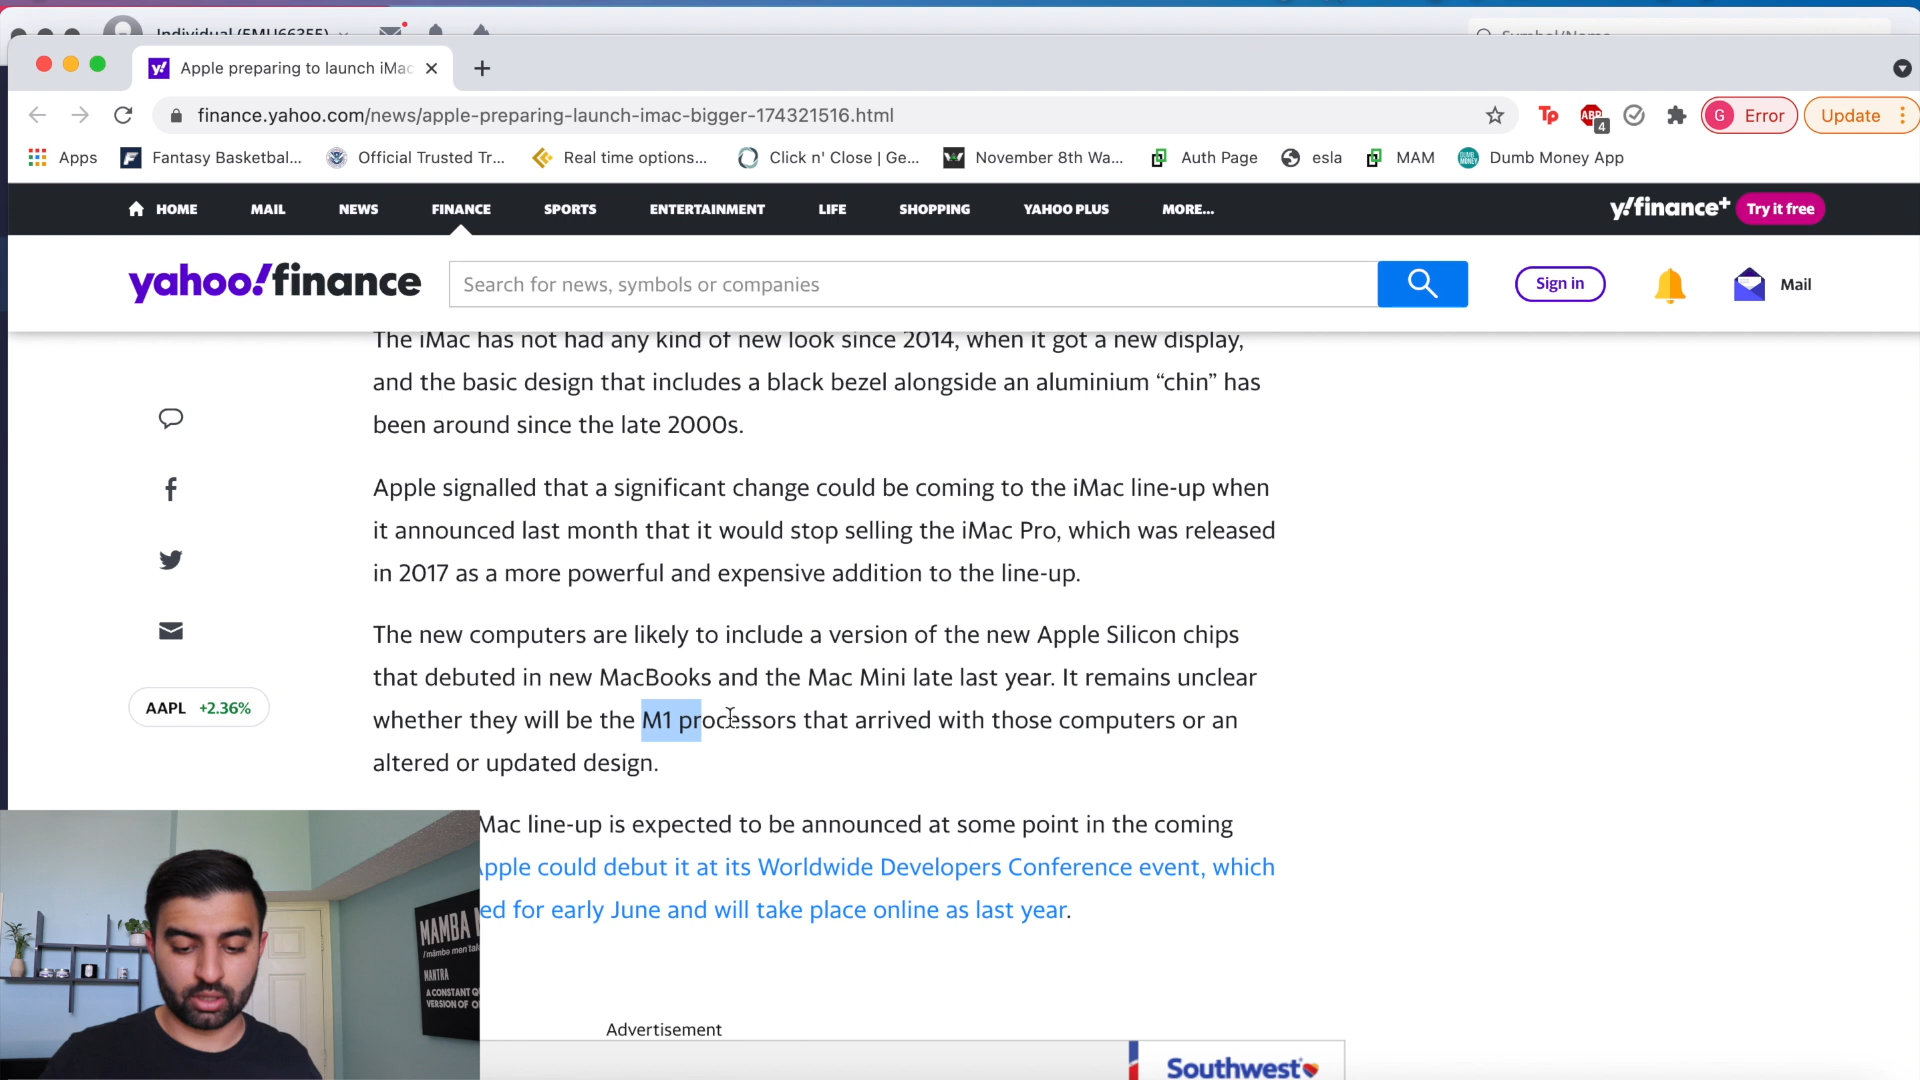 Individual (5MU66355)
Symbol/Name
Apple preparing to launch iMac
finance.yahoo.com/news/apple-preparing-launch-imac-bigger-174321516.html
Tp
ABP
4
G Error
Update
Apps
Fantasy Basketbal...
Official Trusted Tr...
Real time options...
Click n' Close | Ge...
November 8th Wa...
Auth Page
esla
MAM
Dumb Money App
HOME MAIL NEWS FINANCE SPORTS ENTERTAINMENT LIFE SHOPPING YAHOO PLUS MORE...
y!finance+ Try it free
yahoo!finance
Search for news, symbols or companies
Sign in
Mail
The iMac has not had any kind of new look since 2014, when it got a new display,
and the basic design that includes a black bezel alongside an aluminium “chin” has
been around since the late 2000s.
Apple signalled that a significant change could be coming to the iMac line-up when
it announced last month that it would stop selling the iMac Pro, which was released
in 2017 as a more powerful and expensive addition to the line-up.
The new computers are likely to include a version of the new Apple Silicon chips
that debuted in new MacBooks and the Mac Mini late last year. It remains unclear
whether they will be the M1 processors that arrived with those computers or an
altered or updated design.
AAPL +2.36%
Mac line-up is expected to be announced at some point in the coming
Apple could debut it at its Worldwide Developers Conference event, which
ed for early June and will take place online as last year.
MAMBA
MANTRA
A CONSTANT
VERSION OF
Advertisement
Southwest